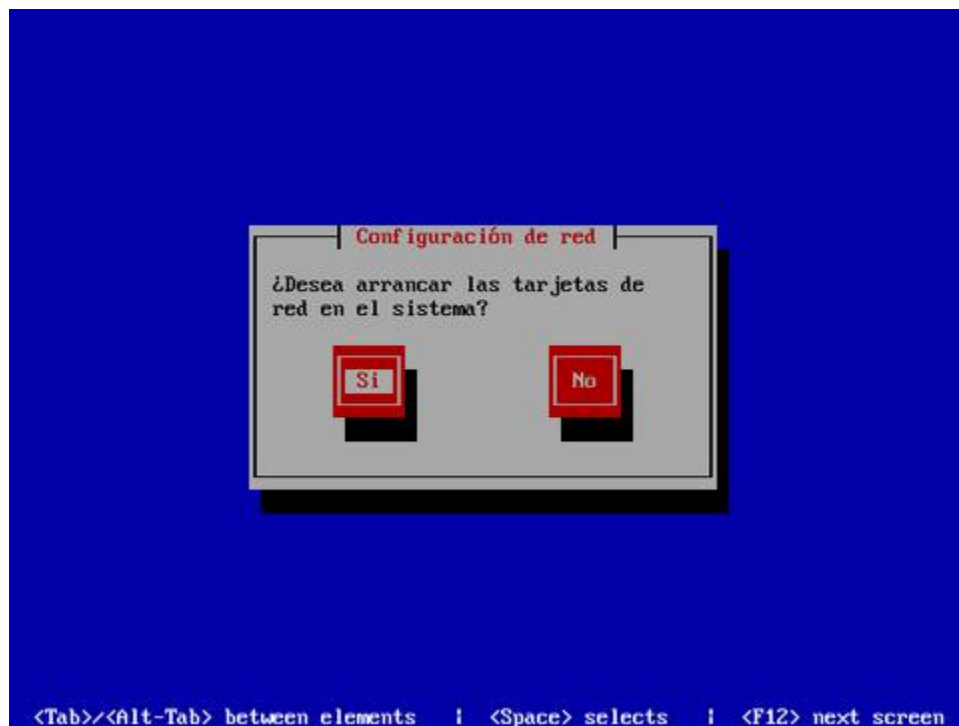 Configuración de red
¿Desea arrancar las tarjetas de
red en el sistema?
Si No
<Tab>/<Alt-Tab> between elements | <Space> selects | <F12> next screen